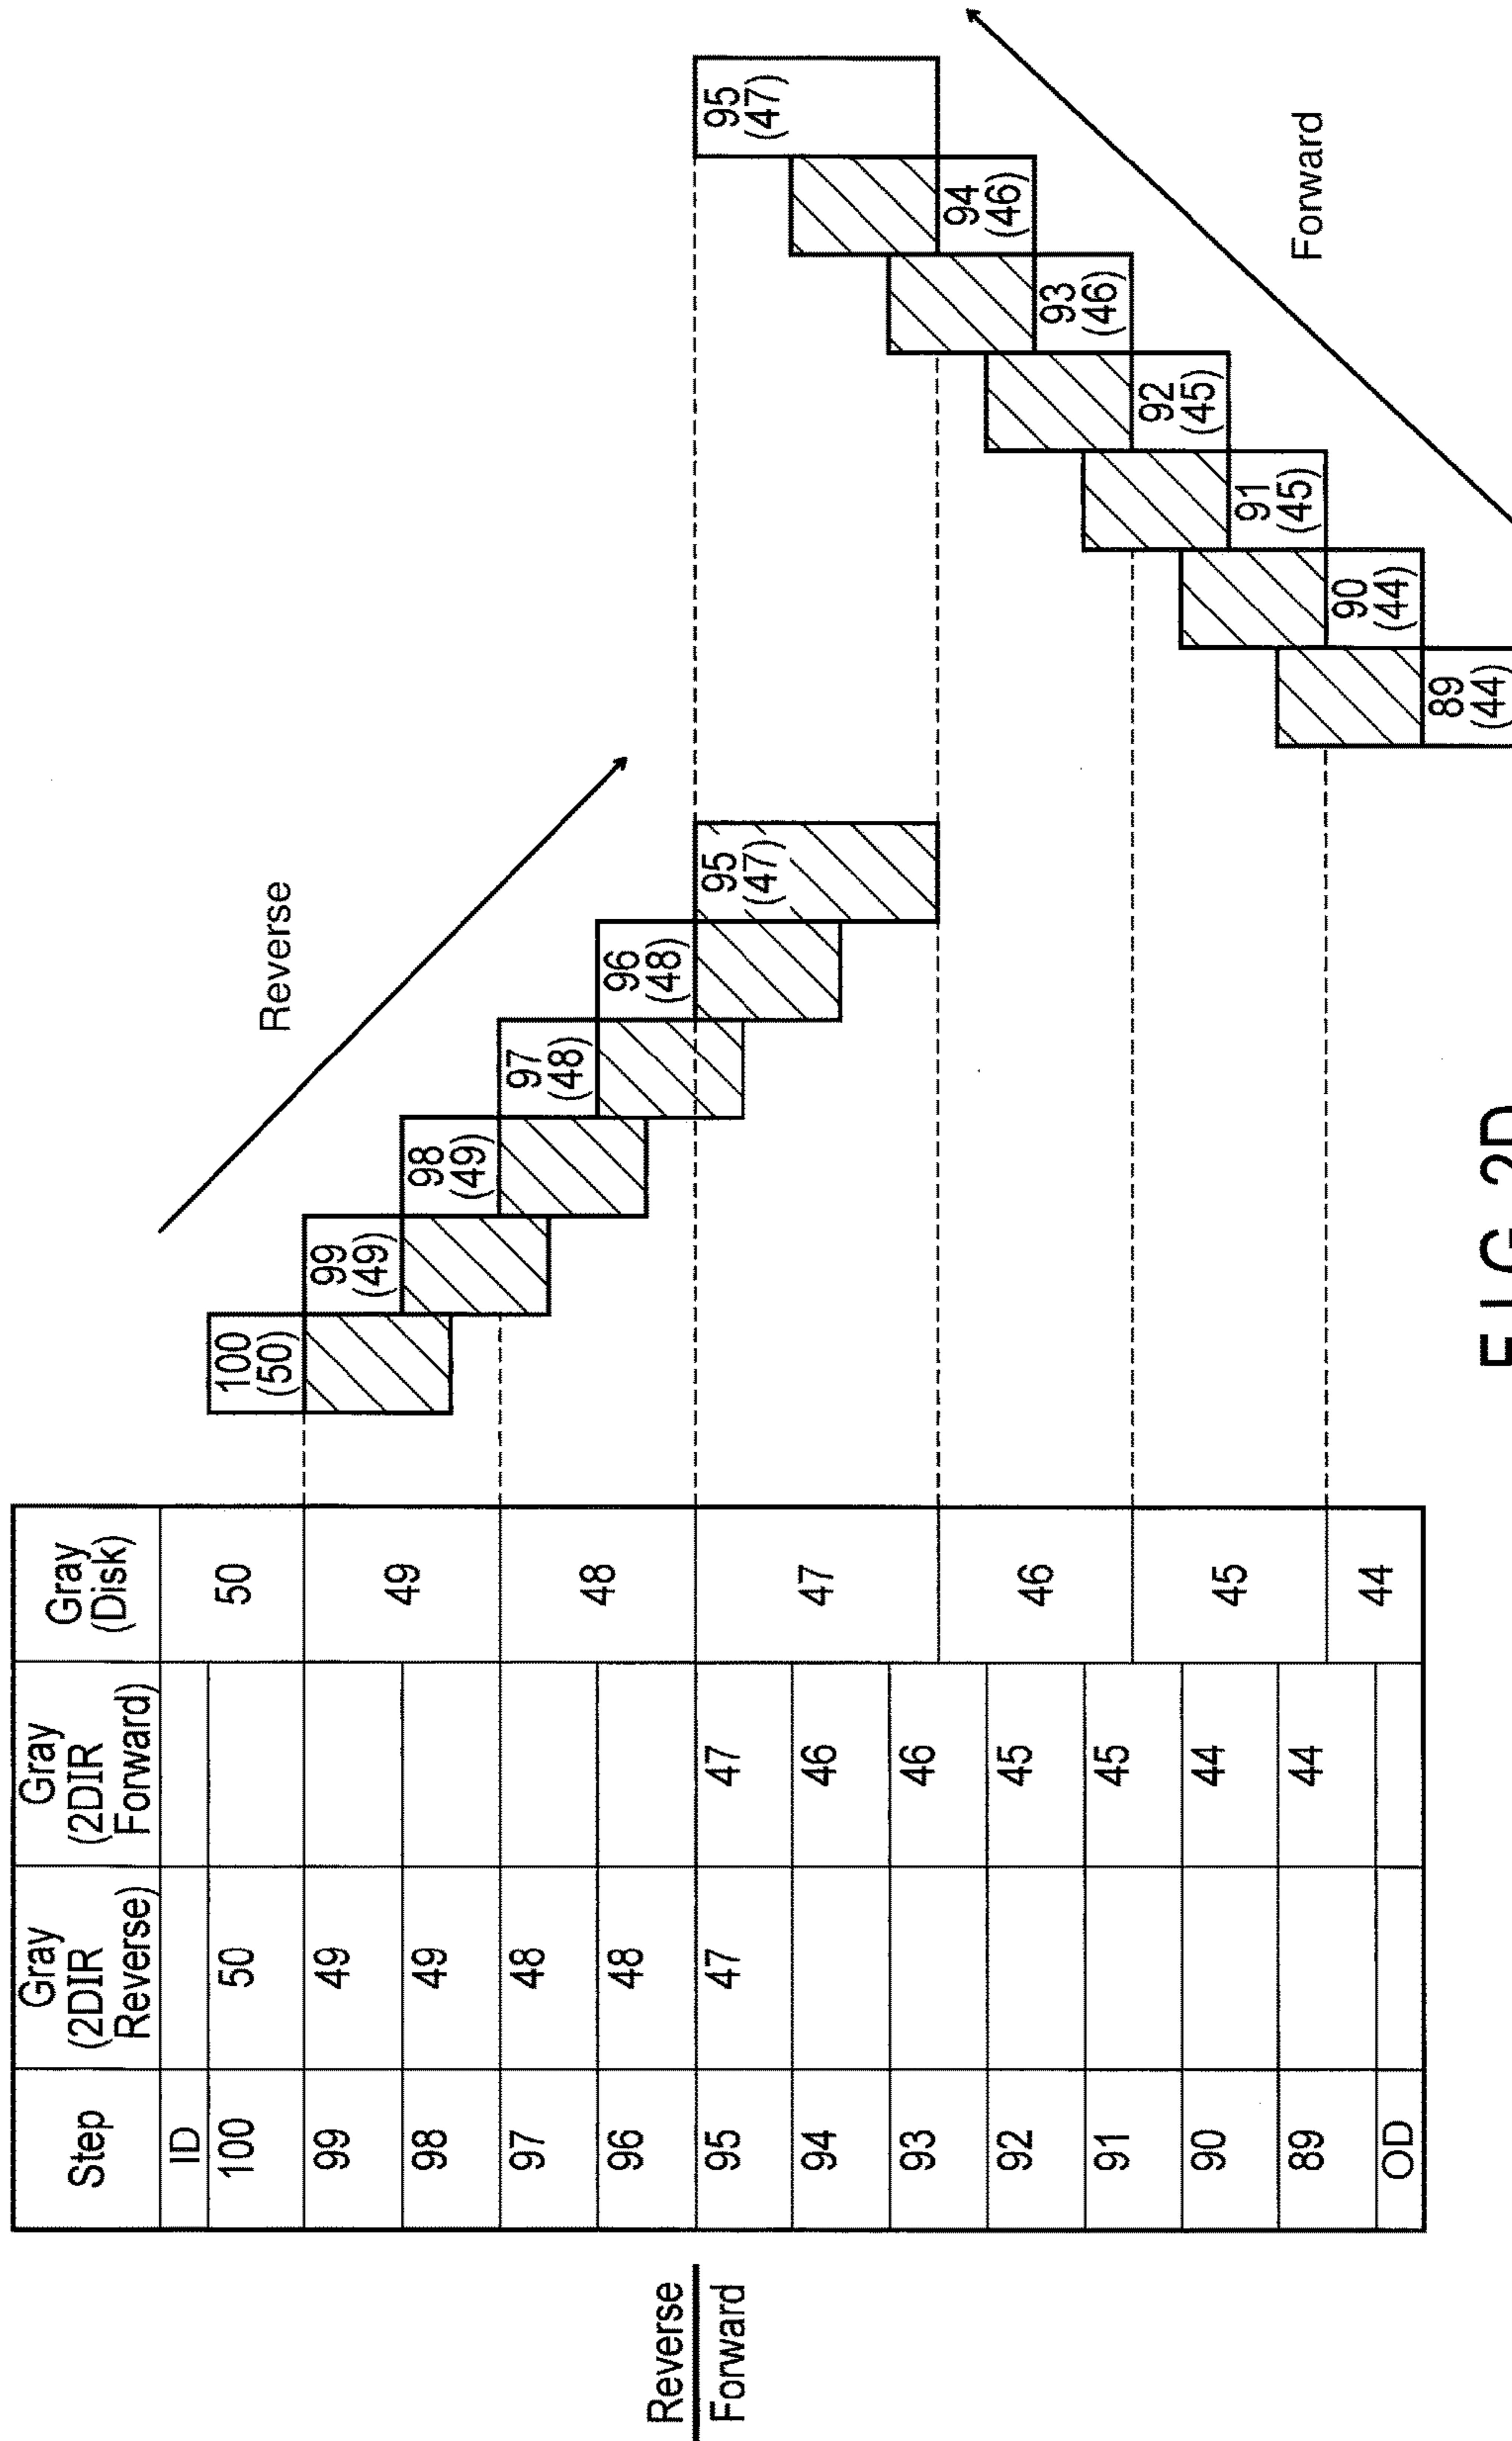 Step
Gray
(2DIR
Reverse)
Gray
(2DIR
Forward)
Gray
(Disk)
ID
100 50
50
99 49
49
98 49
97 48
48
96 48
Reverse
Forward
95 47 47
47
94 46
93 46
46
92 45
91 45
45
90 44
89 44
44
OD
Reverse
100
(50)
99
(49)
98
(49)
97
(48)
96
(48)
95
(47)
95
(47)
94
(46)
93
(46)
92
(45)
91
(45)
90
(44)
89
(44)
Forward
FIG. 2D